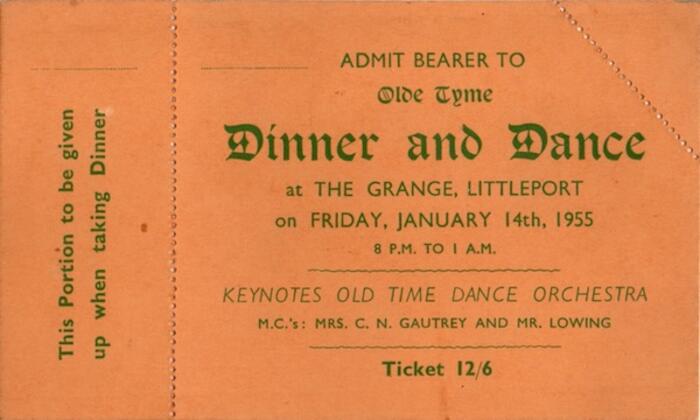 This Portion to be given
up when taking Dinner
ADMIT BEARER TO
Olde Tyme
Dinner and Dance
at THE GRANGE, LITTLEPORT
on FRIDAY, JANUARY 14th, 1955
8 P.M. TO 1 A.M.
KEYNOTES OLD TIME DANCE ORCHESTRA
M.C.'s: MRS. C. N. GAUTREY AND MR. LOWING
Ticket 12/6